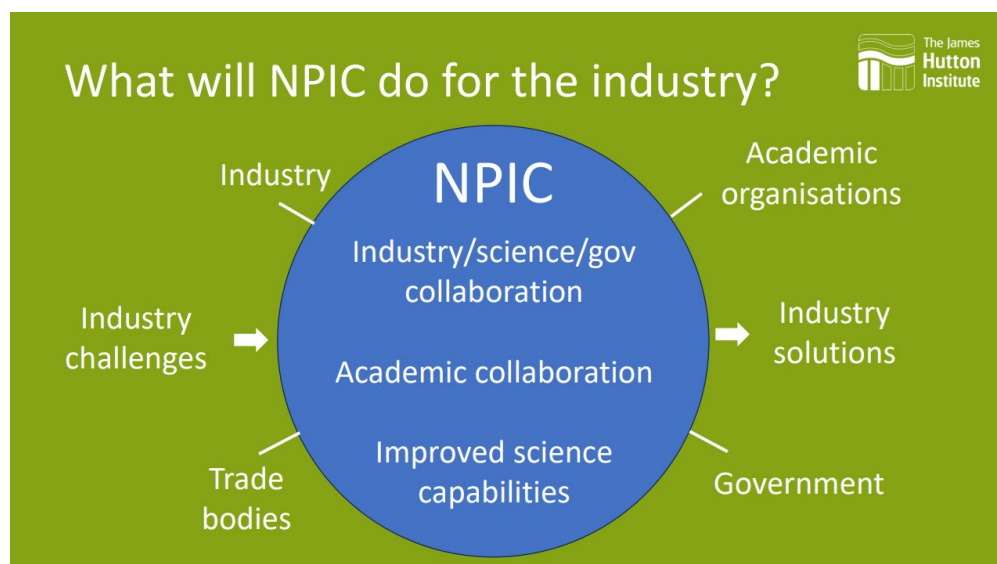 What will NPIC do for the industry?
The James
Hutton
Institute
Industry
NPIC
Academic
organisations
Industry/science/gov
collaboration
Industry
challenges
Industry
solutions
Academic collaboration
Improved science
capabilities
Trade
bodies
Government